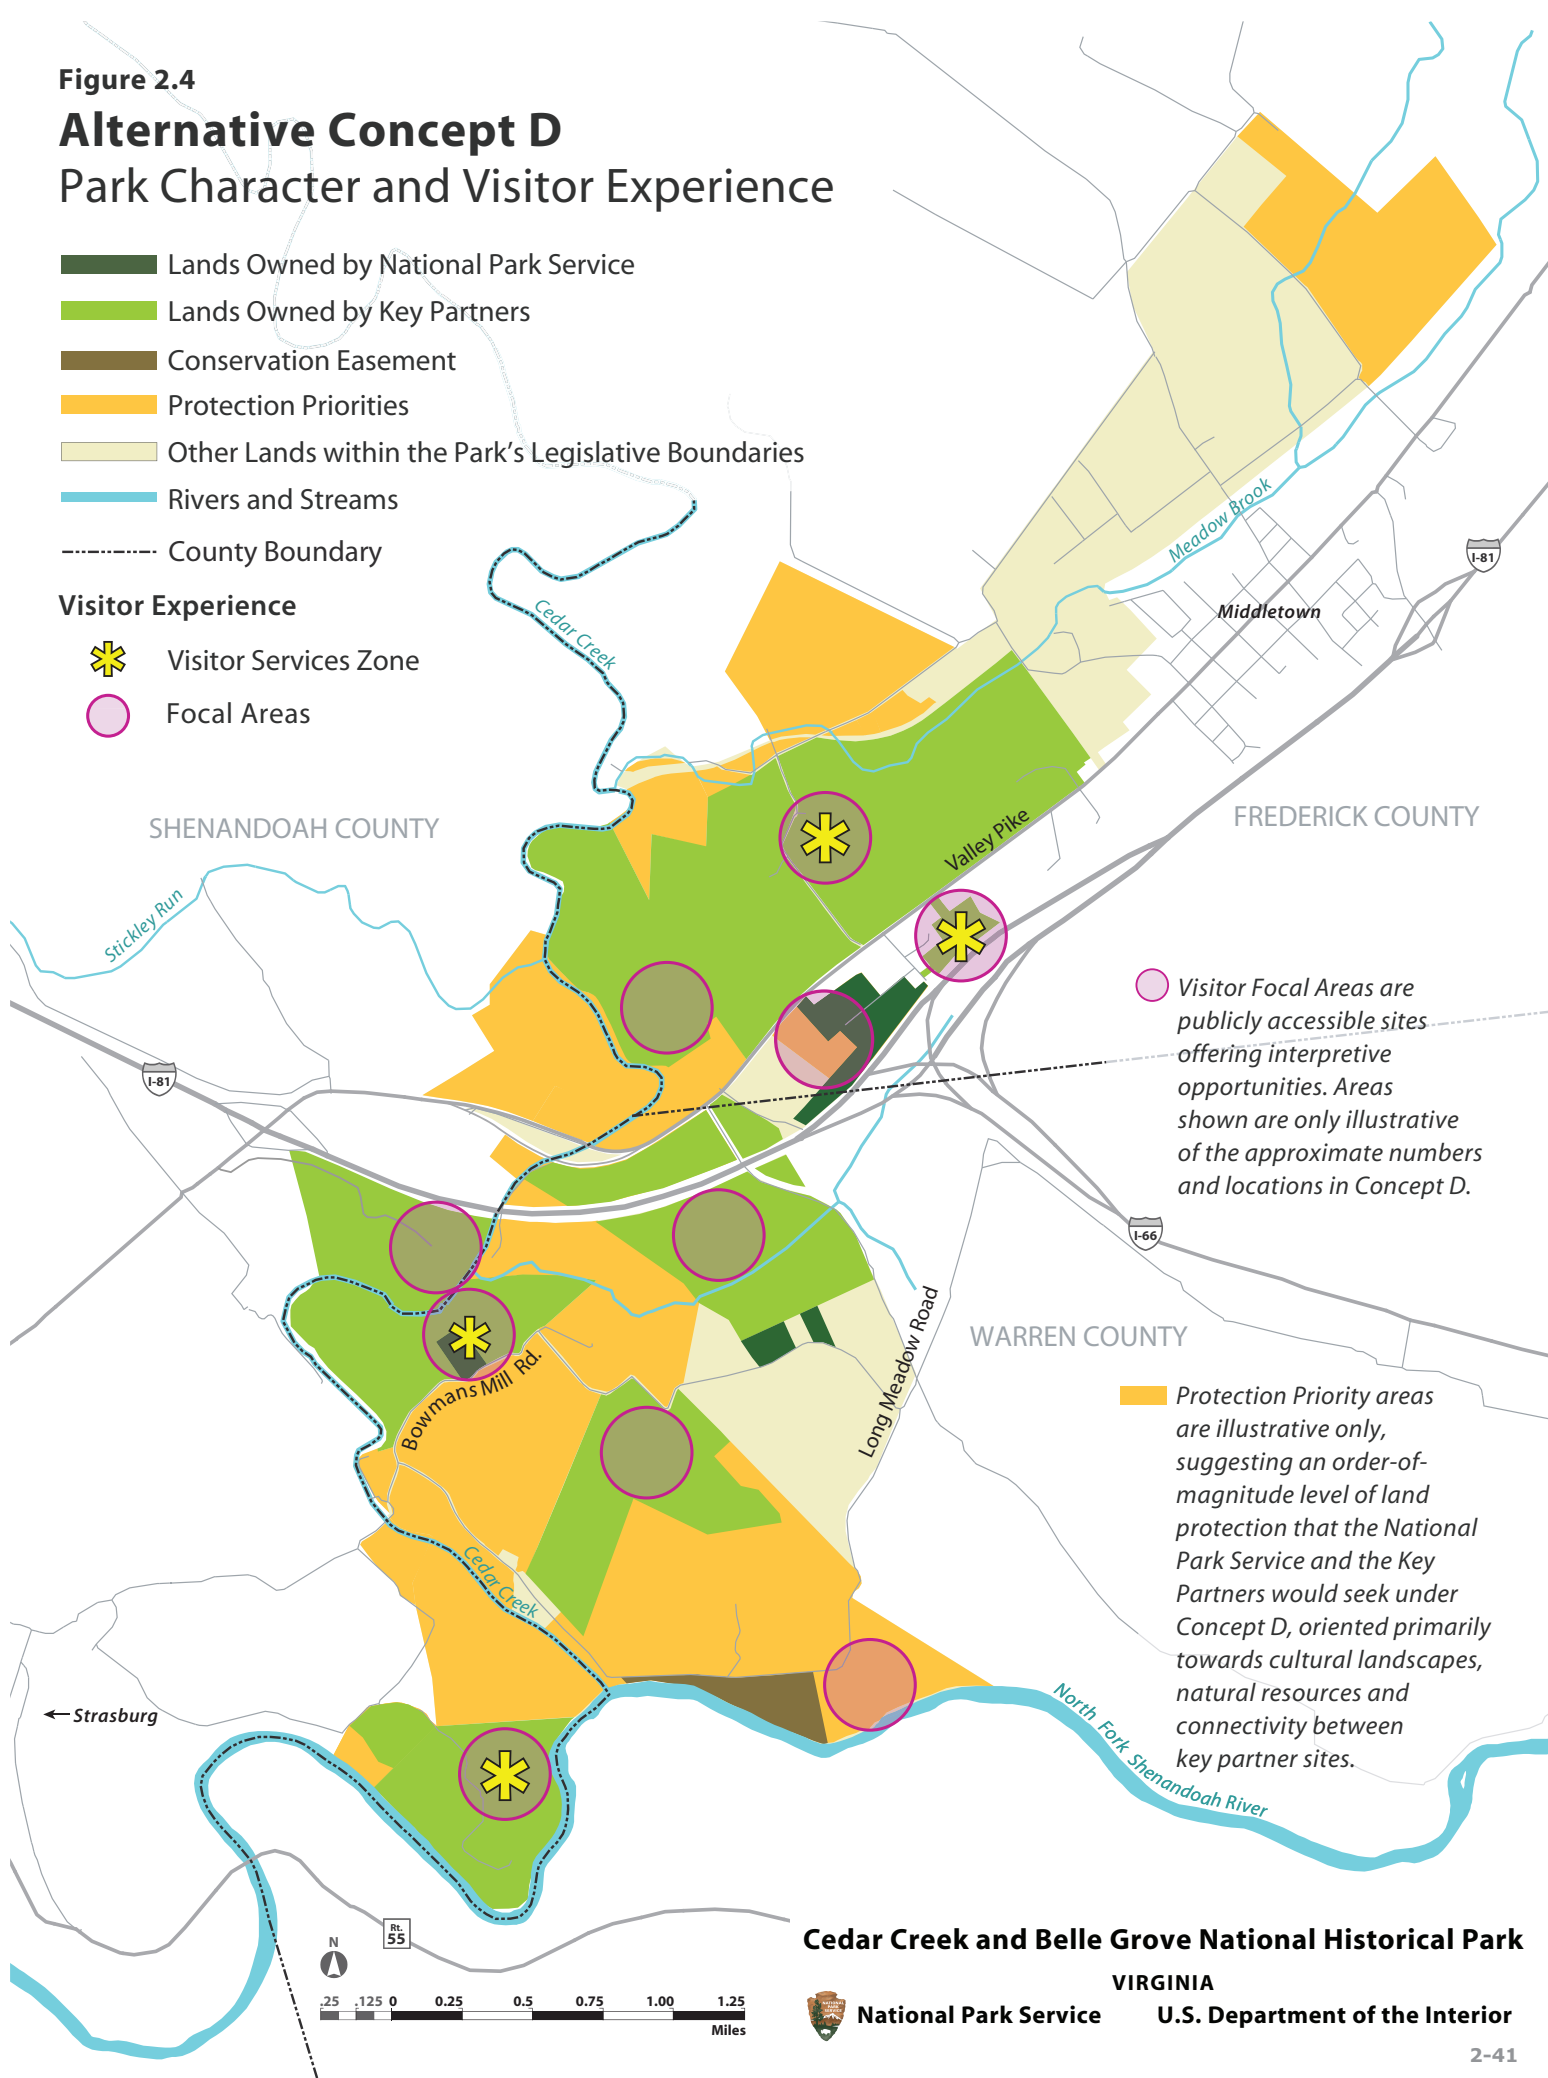 Figure 2.4
Alternative Concept D
Park Character and Visitor Experience
Lands Owned by National Park Service
Lands Owned by Key Partners
Conservation Easement
Protection Priorities
Other Lands within the Park's Legislative Boundaries
Rivers and Streams
County Boundary
Visitor Experience
Visitor Services Zone
Focal Areas
Meadow Brook
I-81
Middletown
Cedar Creek
SHENANDOAH COUNTY
FREDERICK COUNTY
Valley Pike
Stickley Run
Visitor Focal Areas are
publicly accessible sites
offering interpretive
opportunities. Areas
shown are only illustrative
of the approximate numbers
and locations in Concept D.
I-81
I-66
Long Meadow Road
WARREN COUNTY
Bowmans Mill Rd.
Protection Priority areas
are illustrative only,
suggesting an order-of-
magnitude level of land
protection that the National
Park Service and the Key
Partners would seek under
Concept D, oriented primarily
towards cultural landscapes,
natural resources and
connectivity between
key partner sites.
Cedar Creek
Strasburg
North Fork Shenandoah River
Rt.
55
N
.25 .125 0 0.25 0.5 0.75 1.00 1.25
Miles
Cedar Creek and Belle Grove National Historical Park
VIRGINIA
NATIONAL
PARK
SERVICE
National Park Service U.S. Department of the Interior
2-41